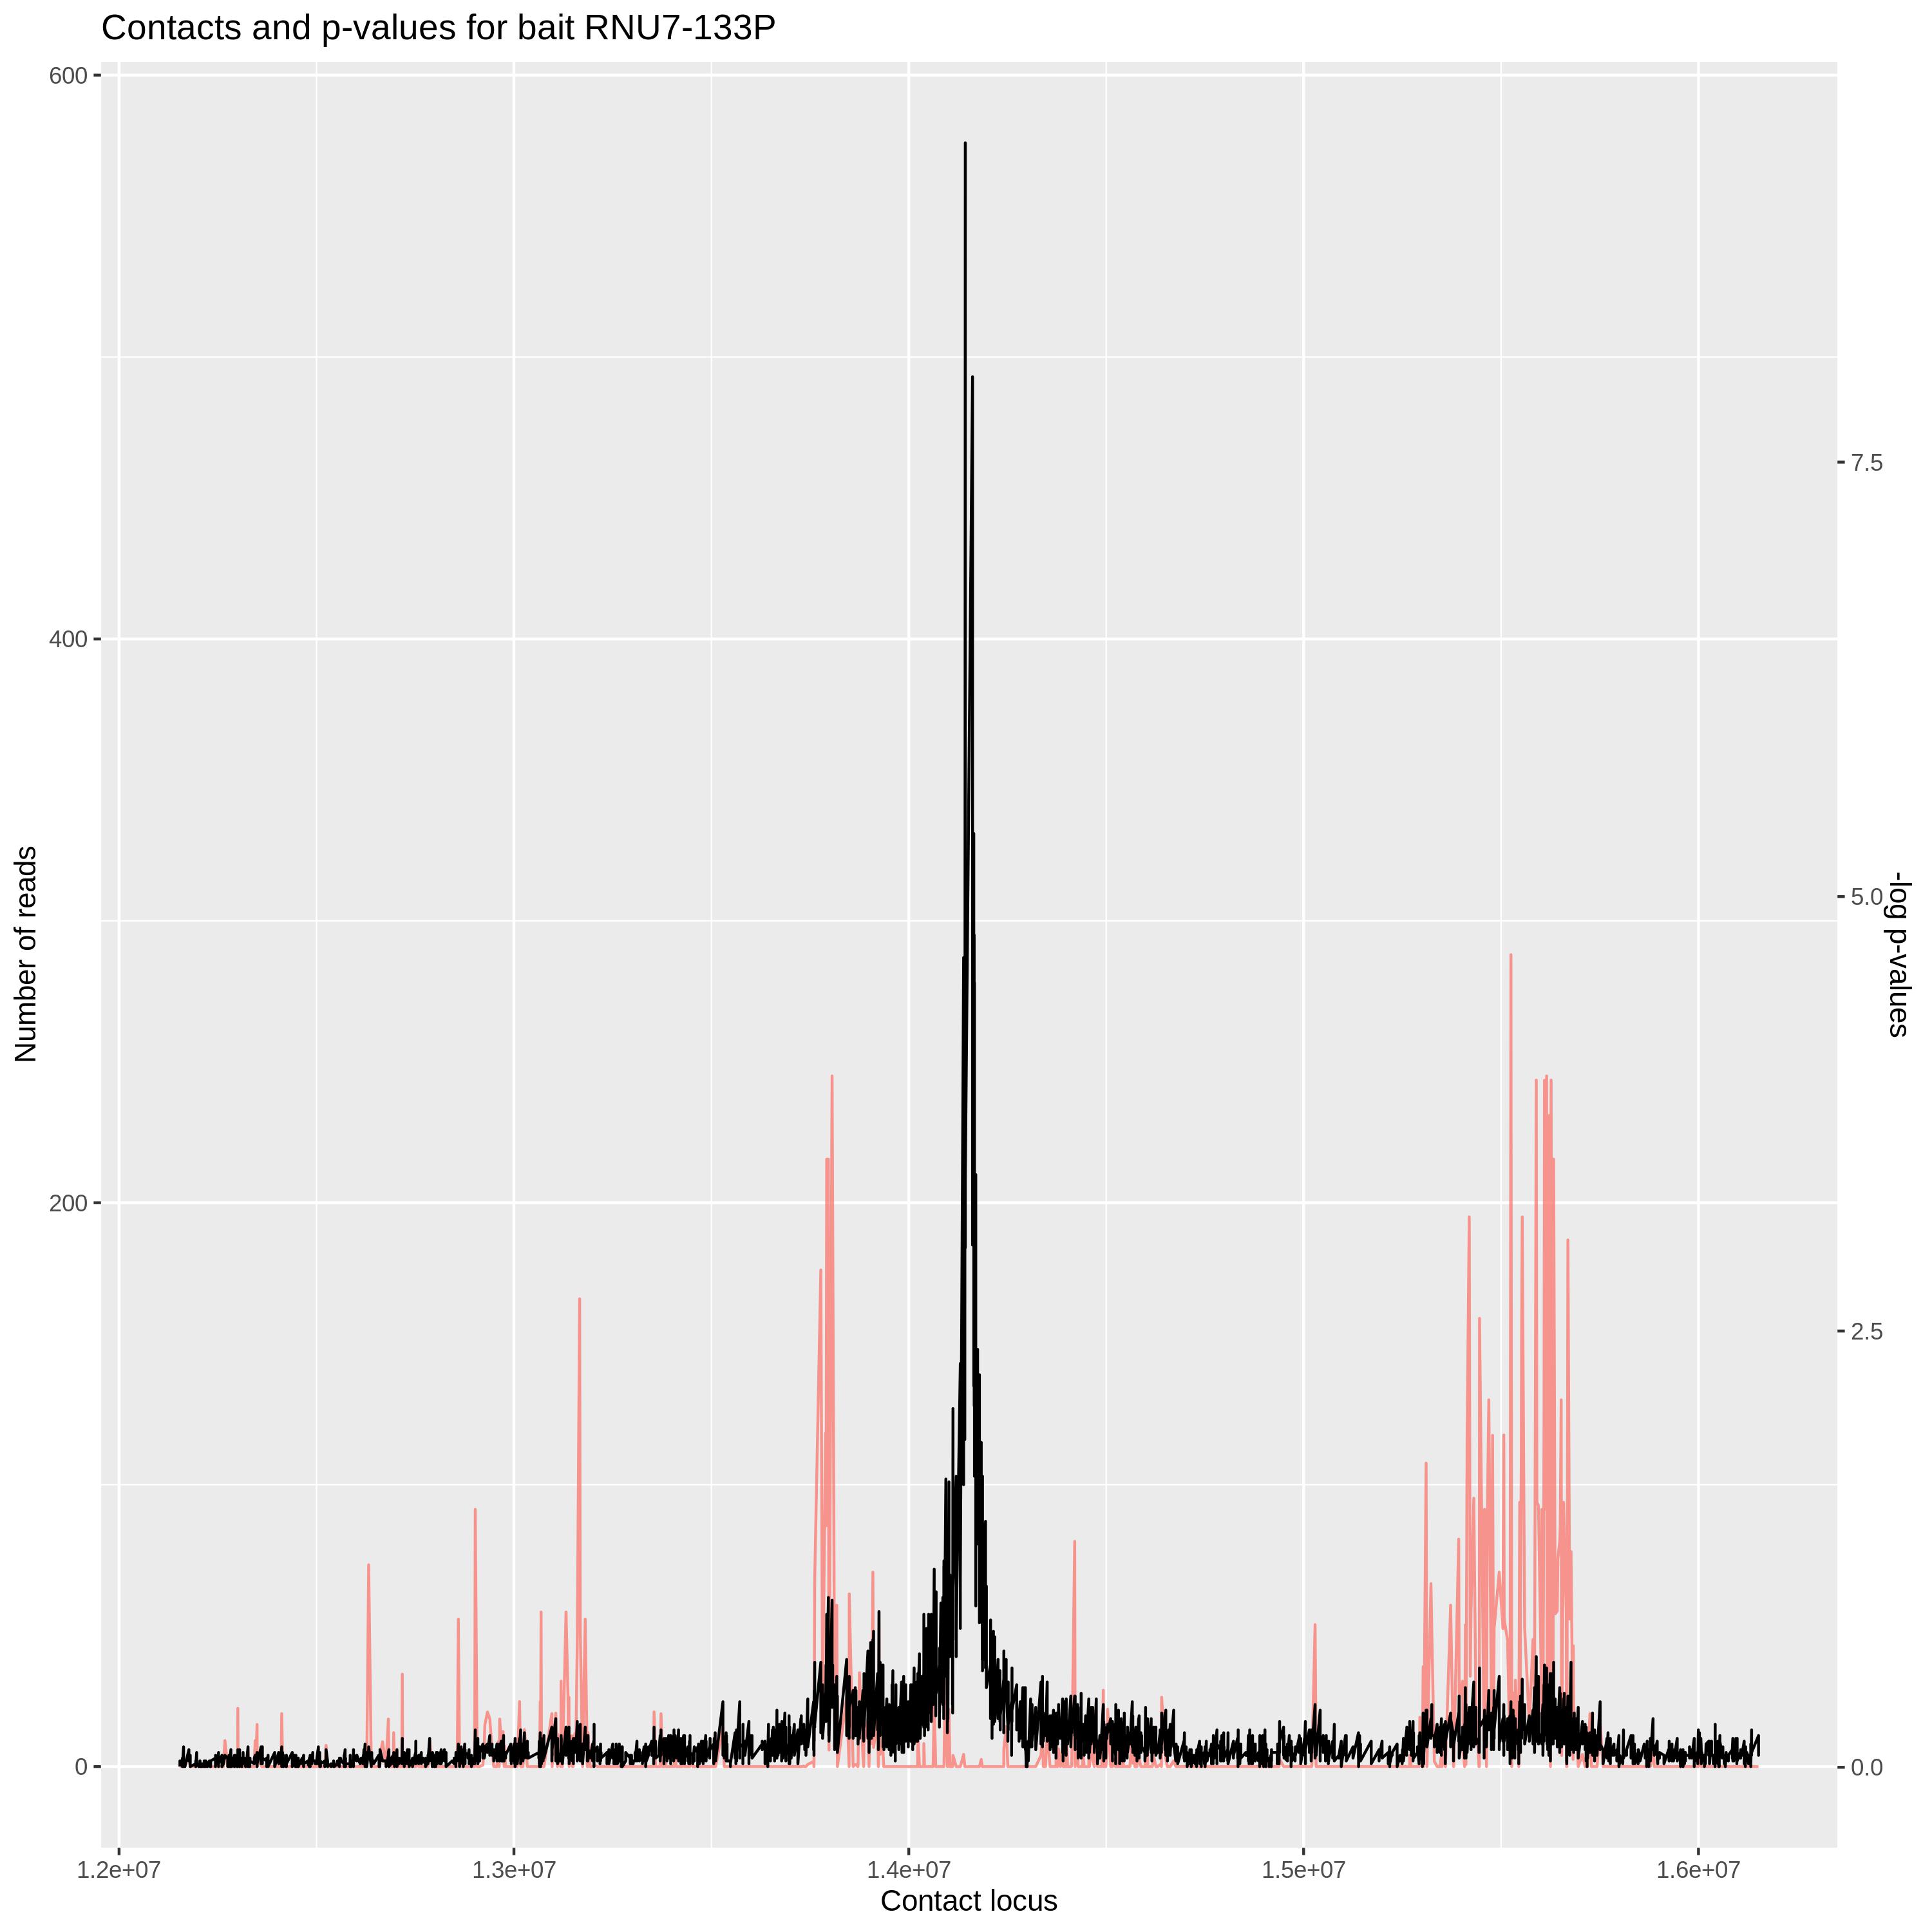 Contacts and p-values for bait RNU7-133P
600
400
200
0
Number of reads
7.5
5.0
2.5
0.0
-log p-values
1.2e+07 1.3e+07 1.4e+07 1.5e+07 1.6e+07
Contact locus